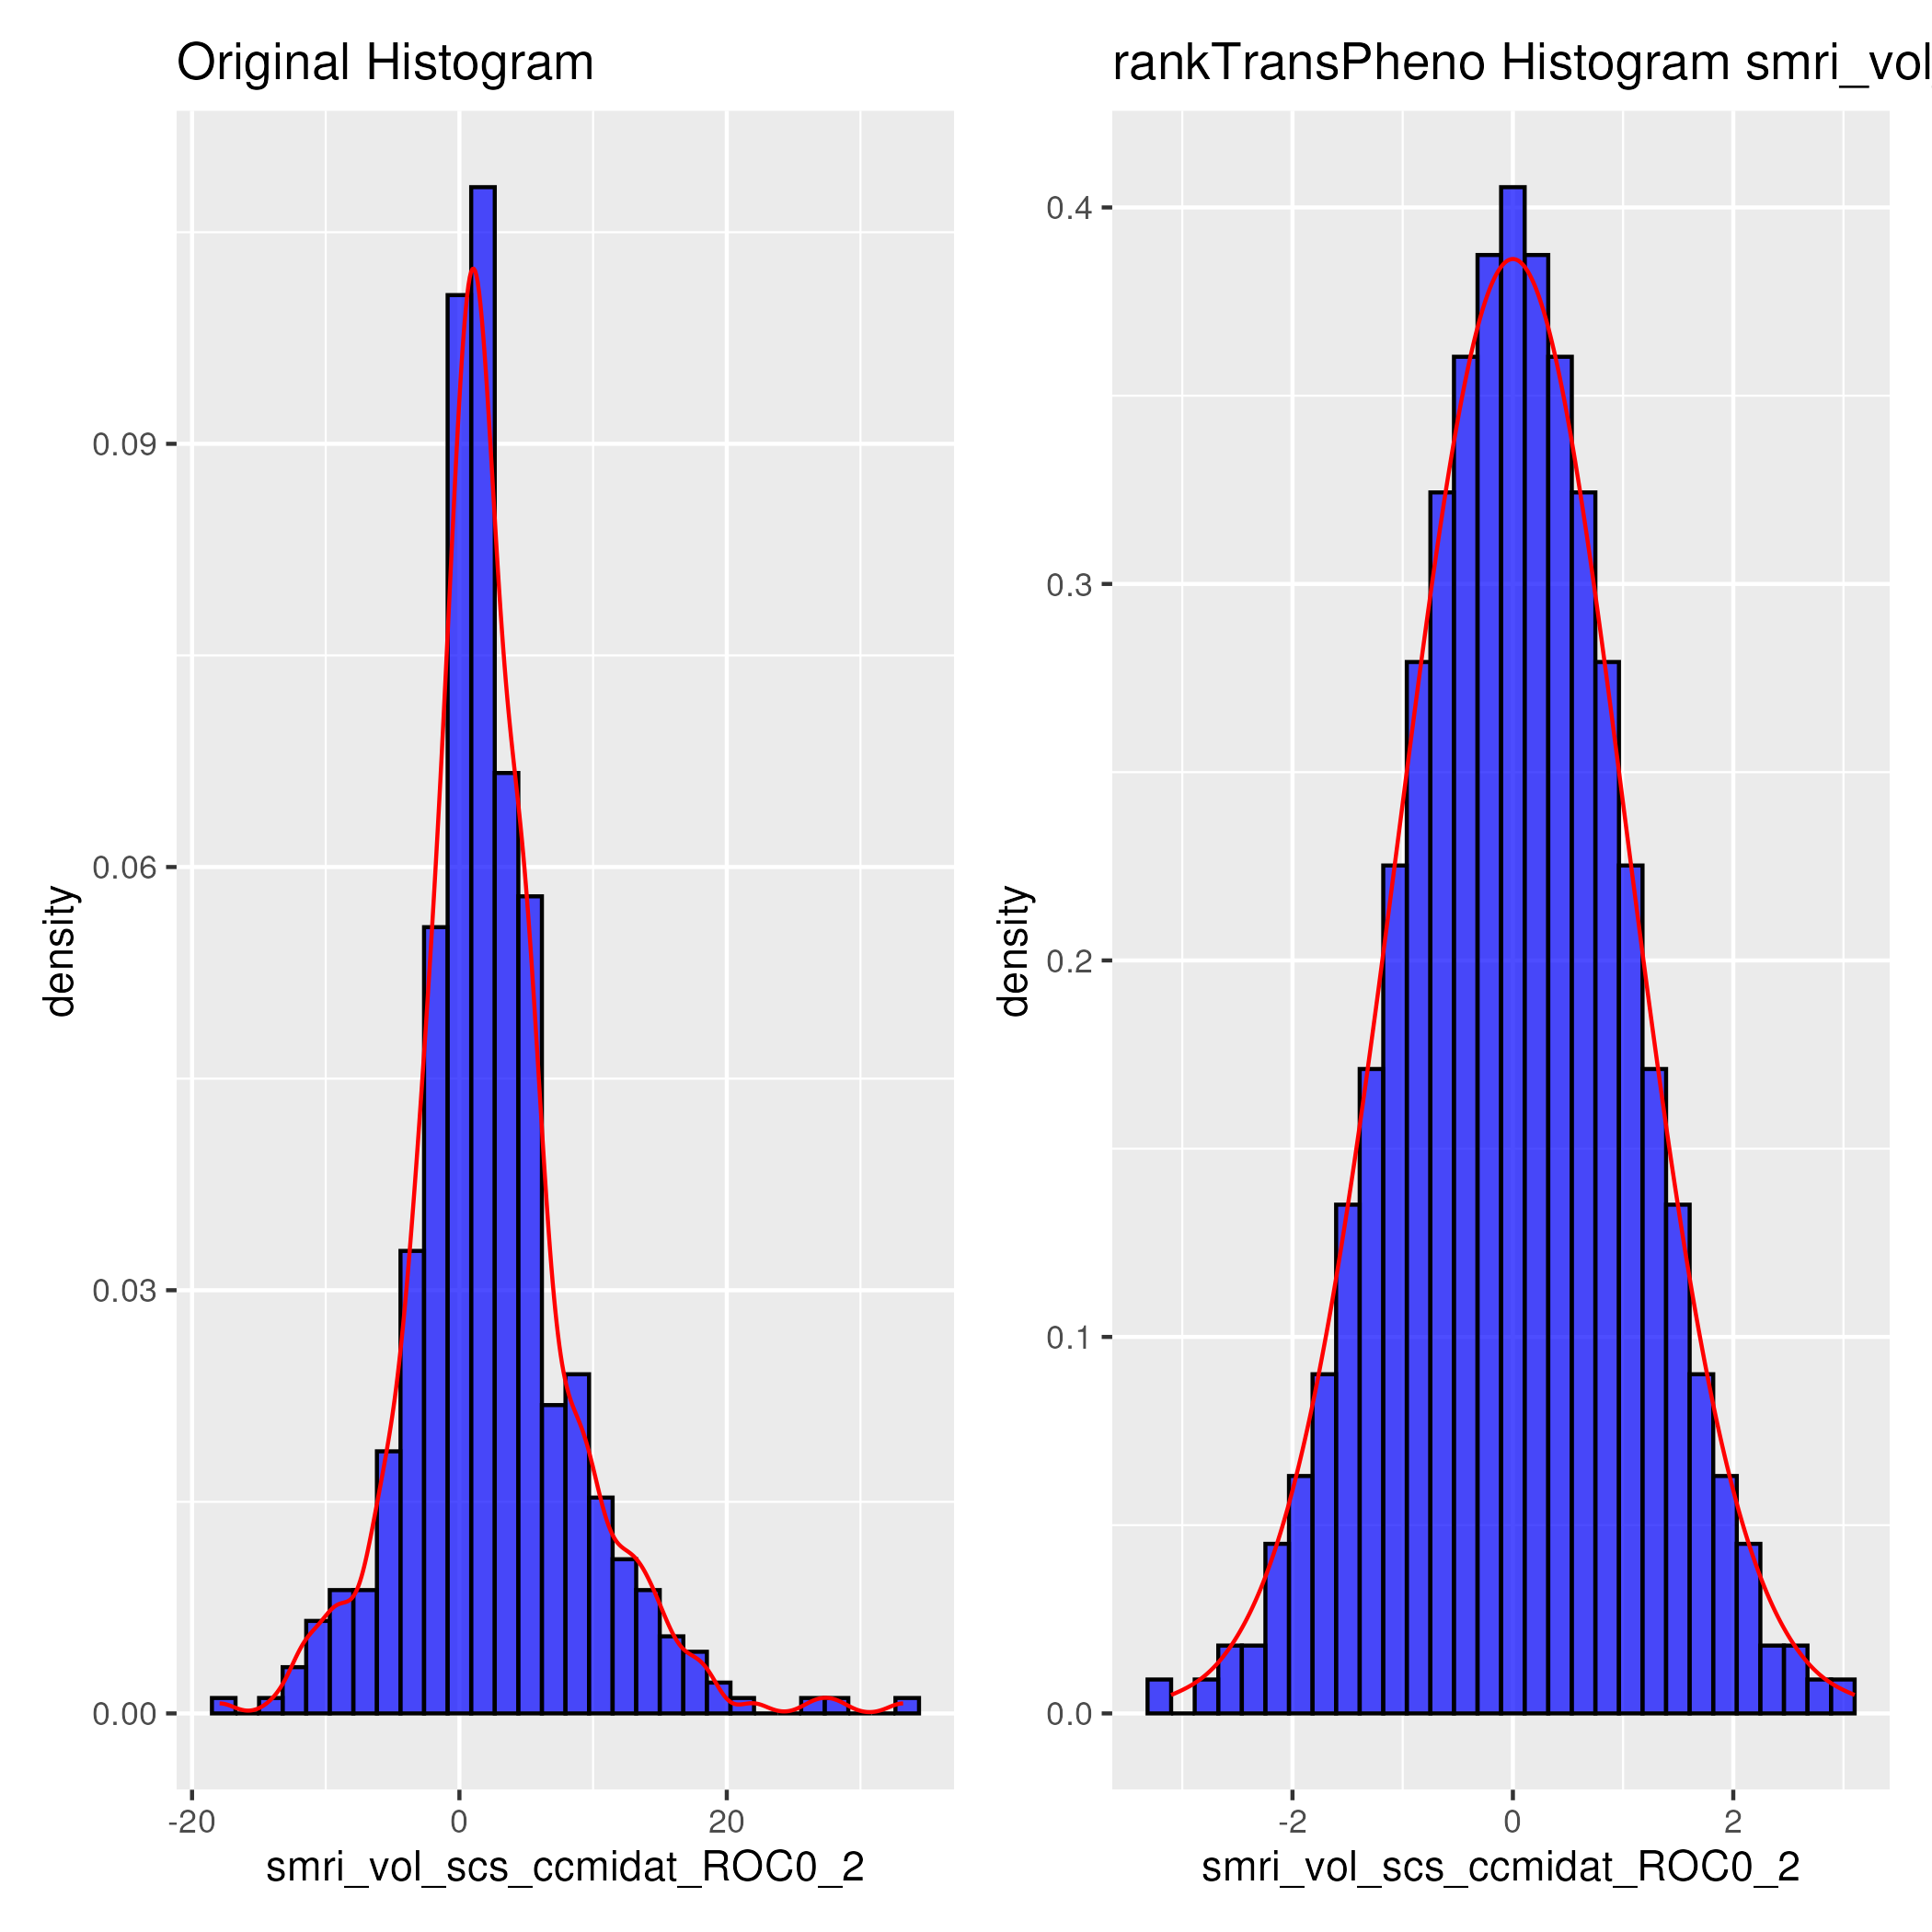 Original Histogram
density
0.09
0.06
0.03
0.00
-20
0
20
smri_vol_scs_ccmidat_ROC0_2
rankTransPheno Histogram smri_vol_
density
0.4
0.3
0.2
0.1
0.0
-2
0
2
smri_vol_scs_ccmidat_ROC0_2